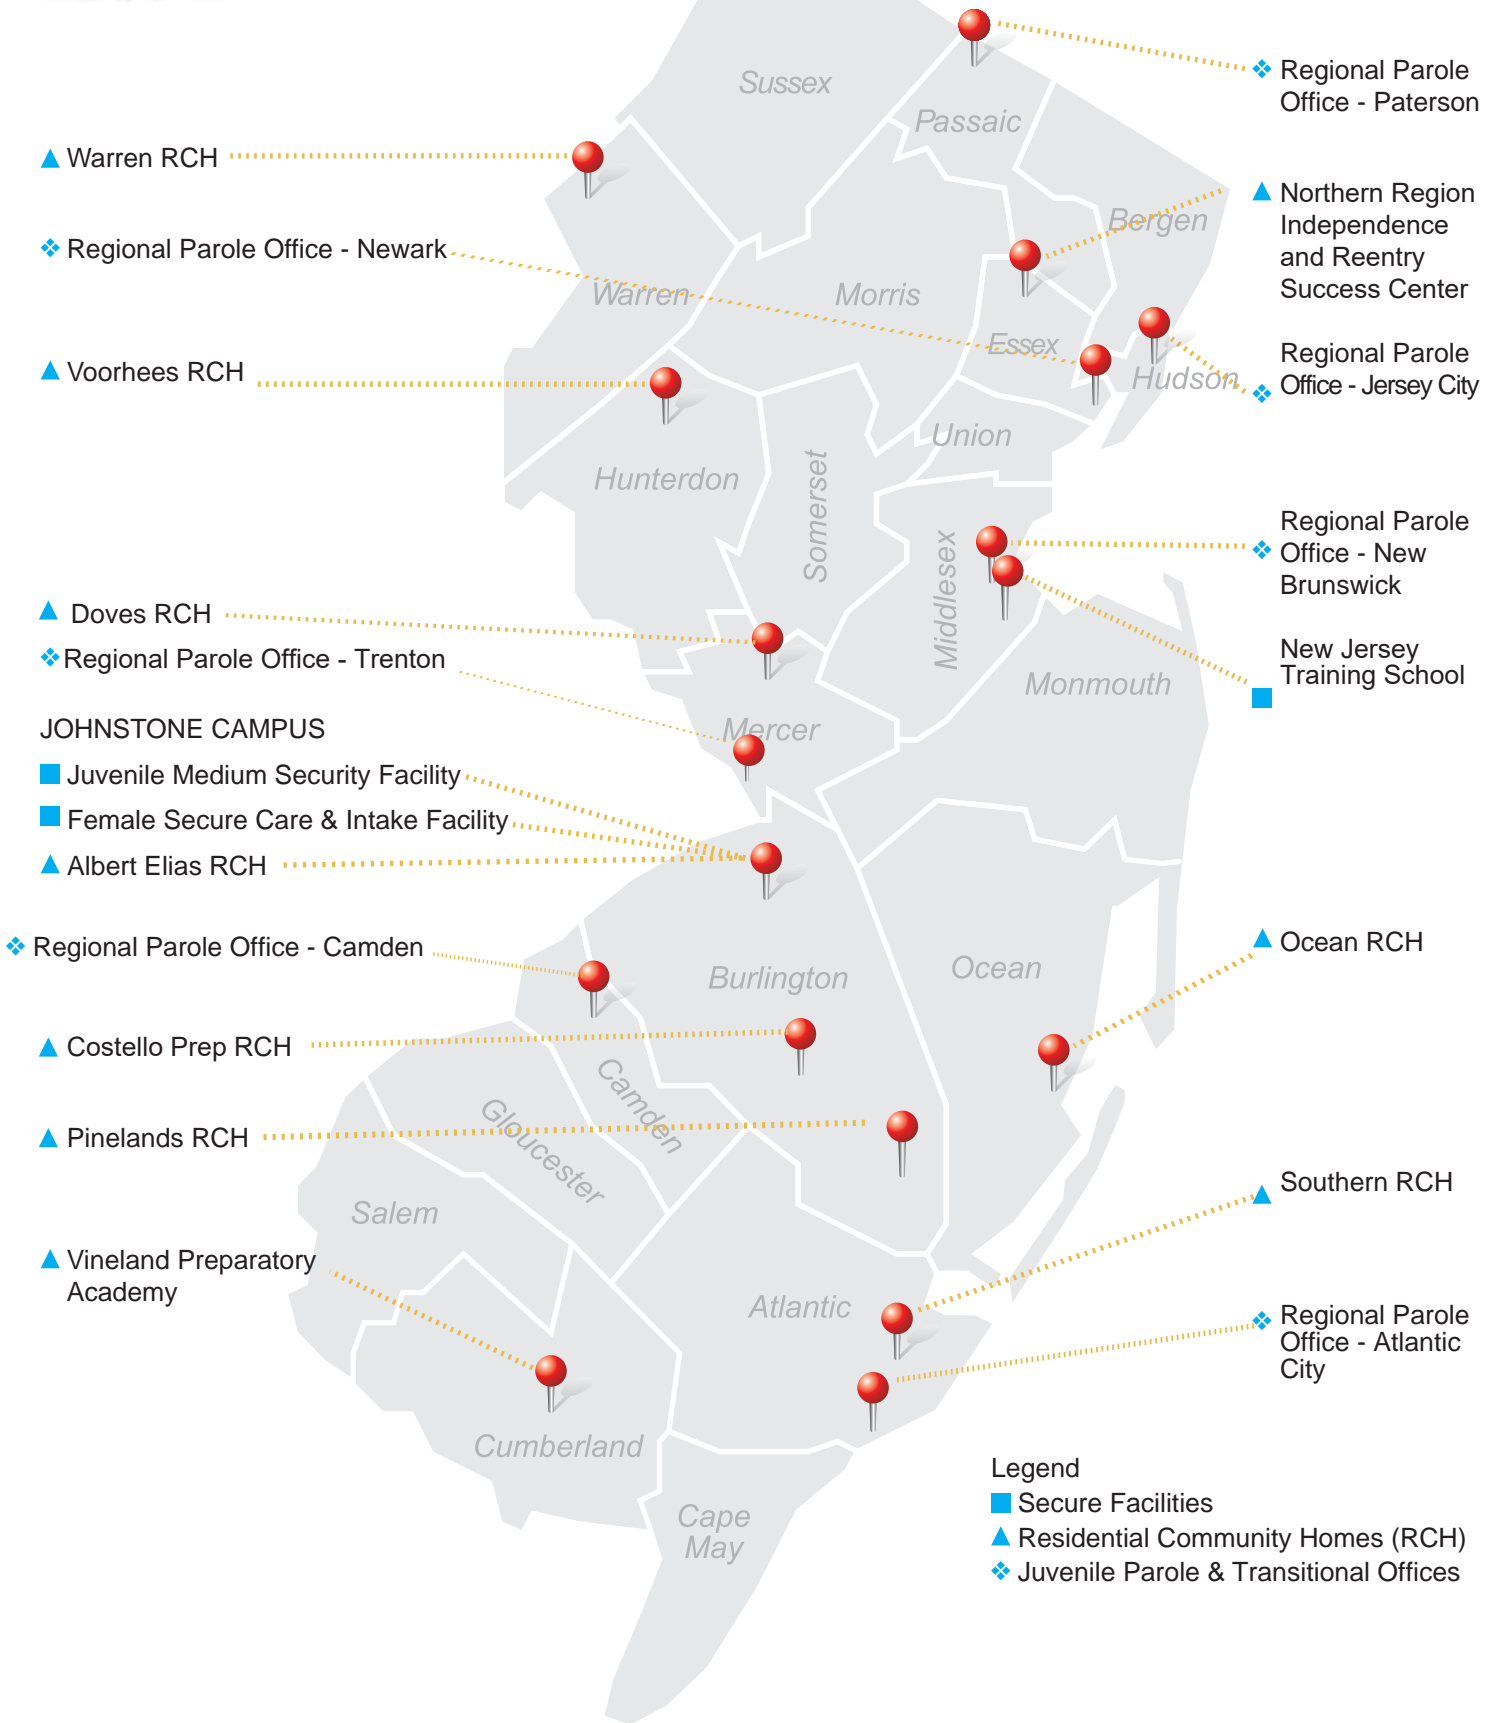 Warren RCH
Regional Parole Office - Newark
Voorhees RCH
Doves RCH
Regional Parole Office - Trenton
JOHNSTONE CAMPUS
Juvenile Medium Security Facility
Female Secure Care & Intake Facility
Albert Elias RCH
Regional Parole Office - Camden
Costello Prep RCH
Pinelands RCH
Vineland Preparatory
Academy
Sussex
Passaic
Bergen
Warren
Morris
Essex
Hudson
Union
Hunterdon
Somerset
Middlesex
Monmouth
Mercer
Burlington
Ocean
Camden
Gloucester
Salem
Atlantic
Cumberland
Cape
May
Regional Parole
Office - Paterson
Northern Region
Independence
and Reentry
Success Center
Regional Parole
Office - Jersey City
Regional Parole
Office - New
Brunswick
New Jersey
Training School
Ocean RCH
Southern RCH
Regional Parole
Office - Atlantic
City
Legend
Secure Facilities
Residential Community Homes (RCH)
Juvenile Parole & Transitional Offices